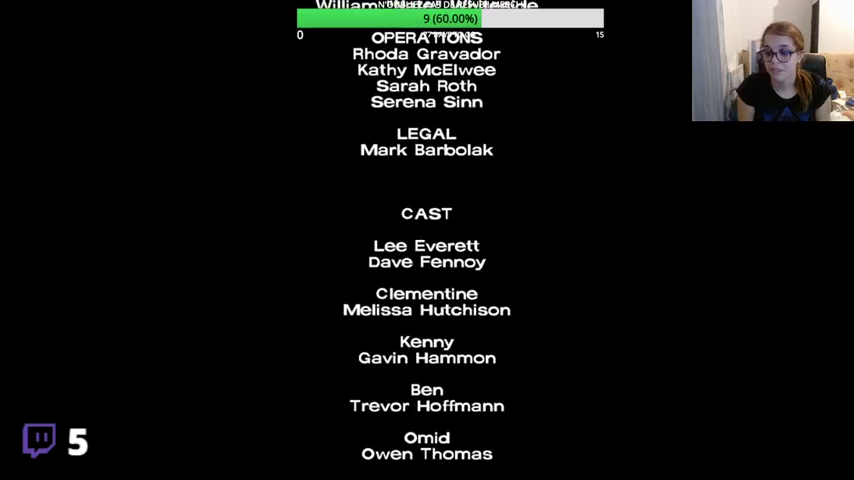 William
9 (60.00%)
0
15
OPERATIONS
Rhoda Gravador
Kathy McElwee
Sarah Roth
Serena Sinn
LEGAL
Mark Barbolak
CAST
Lee Everett
Dave Fennoy
Clementine
Melissa Hutchison
Kenny
Gavin Hammon
Ben
Trevor Hoffmann
Omid
Owen Thomas
5